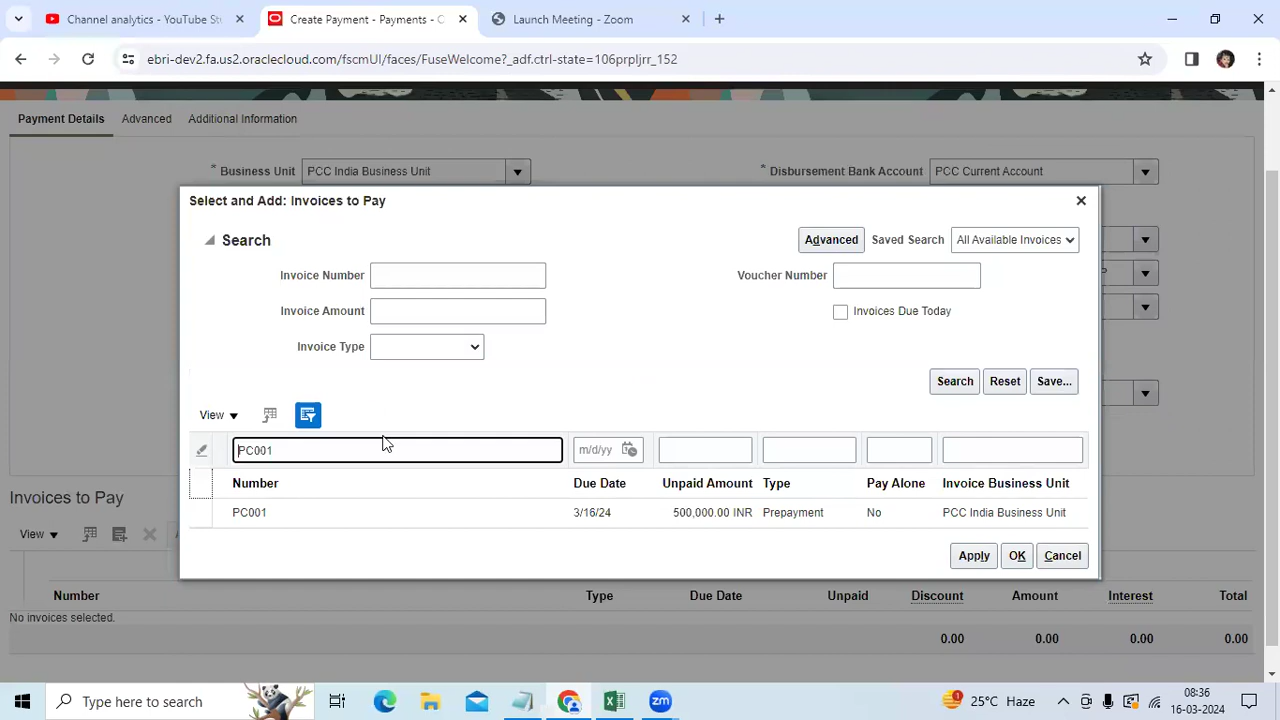 Channel analytics - YouTube St
Create Payment - Payments - O
Launch Meeting - Zoom
ebri-dev2.fa.us2.oraclecloud.com/fscmUI/faces/FuseWelcome?_adf.ctrl-state=106prpljrr_152
Payment Details Advanced Additional Information
* Business Unit PCC India Business Unit * Disbursement Bank Account PCC Current Account
Select and Add: Invoices to Pay
Search Advanced Saved Search All Available Invoices
Invoice Number Voucher Number
Invoice Amount Invoices Due Today
Invoice Type
Search Reset Save...
View
PC001 m/d/yy
Number Due Date Unpaid Amount Type Pay Alone Invoice Business Unit
PC001 3/16/24 500,000.00 INR Prepayment No PCC India Business Unit
Invoices to Pay
View
Apply OK Cancel
Number Type Due Date Unpaid Discount Amount Interest Total
No invoices selected.
0.00 0.00 0.00 0.00
Type here to search
25°C Haze
08:36
16-03-2024